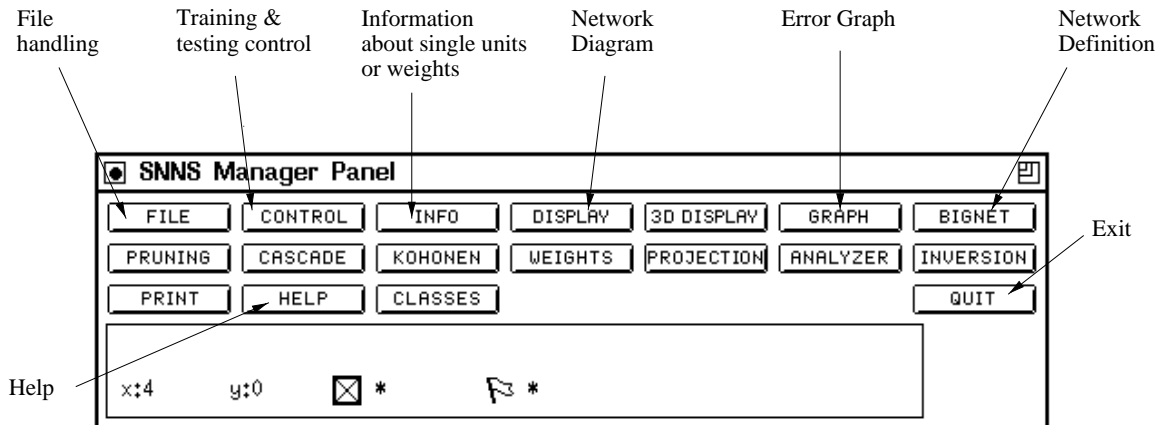 File
handling
Training &
testing control
Information
about single units
or weights
Network
Diagram
Error Graph
Network
Definition
SNNS Manager Panel
FILE CONTROL INFO DISPLAY 3D DISPLAY GRAPH BIGNET
Exit
PRUNING CASCADE KOHONEN WEIGHTS PROJECTION ANALYZER INVERSION
PRINT HELP CLASSES QUIT
Help
x:4 y:0 * *